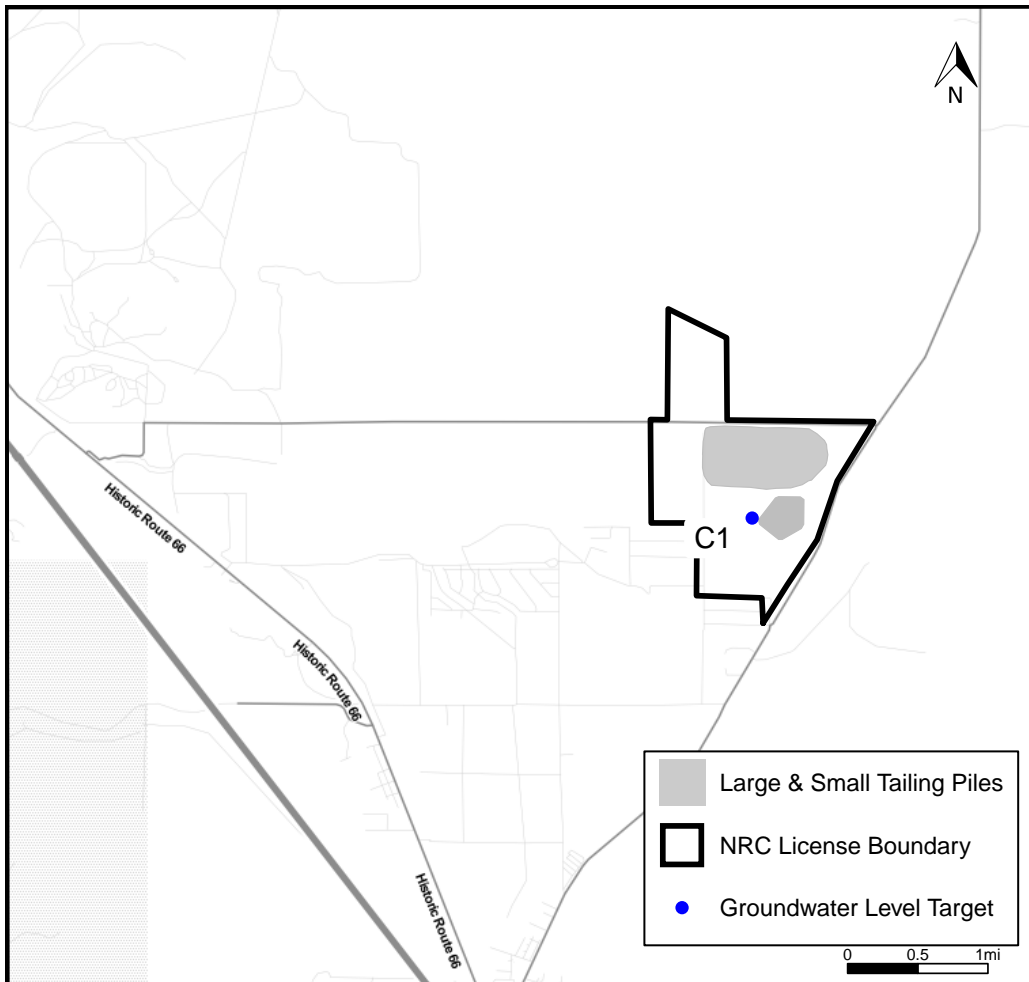 N
C1
Historic Route 66
Historic Route 66
Historic Route 66
Large & Small Tailing Piles
NRC License Boundary
Groundwater Level Target
0 0.5 1mi